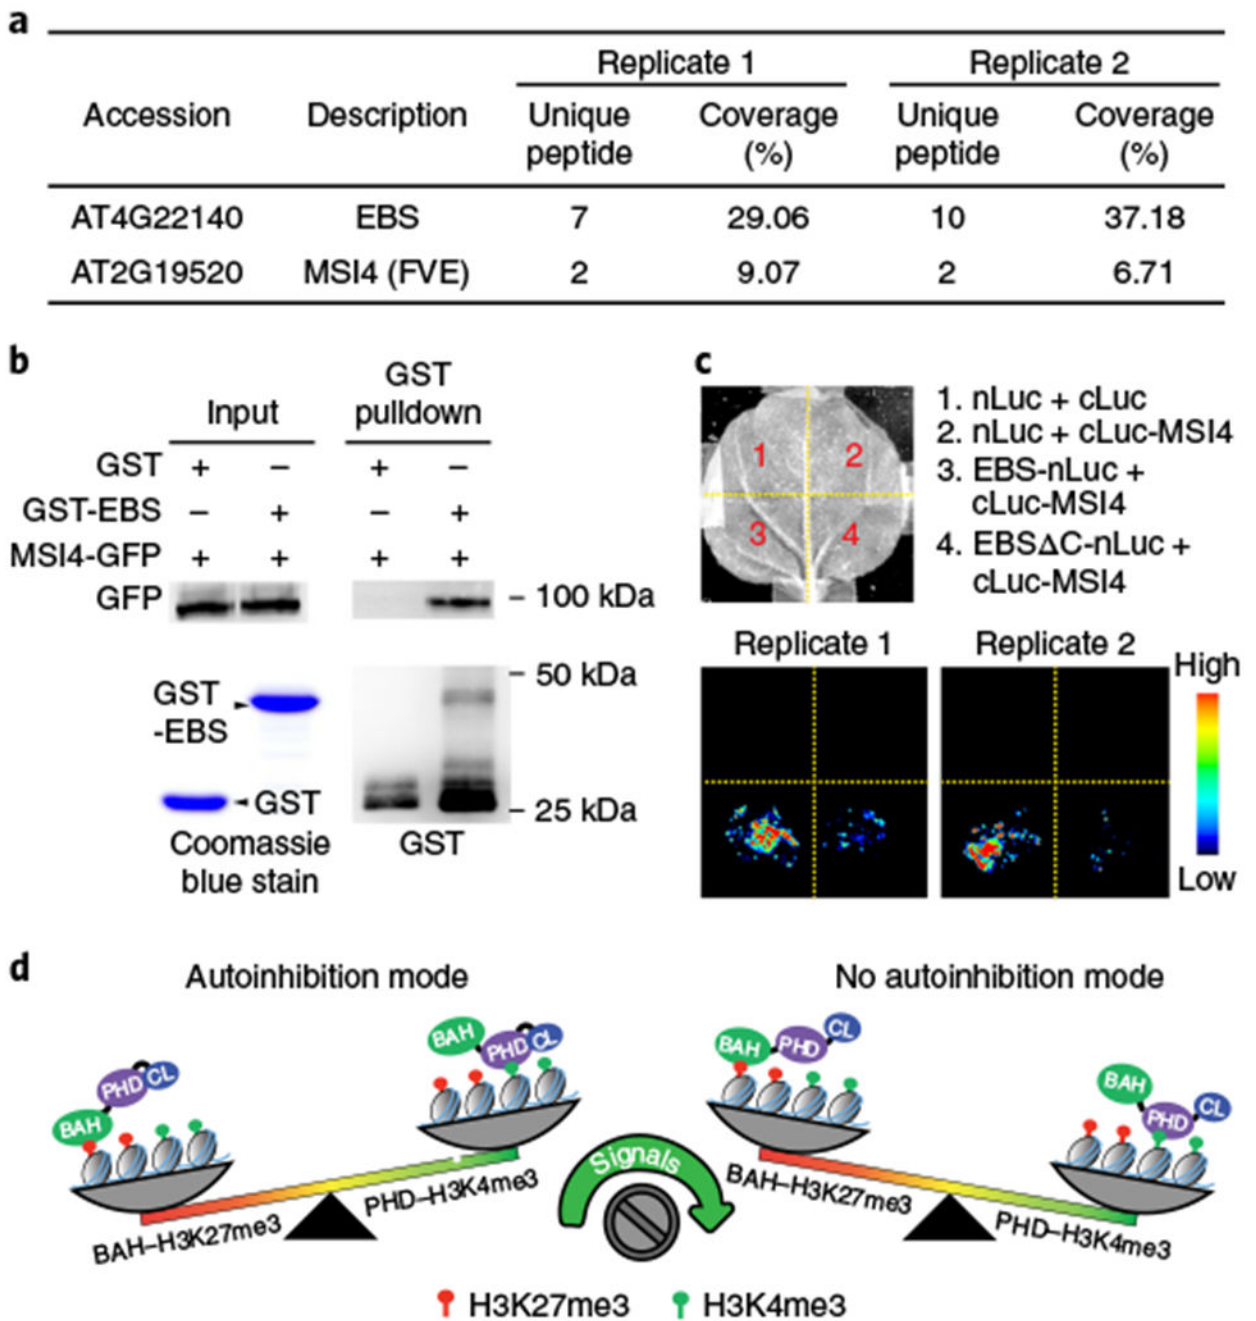 a
Replicate 1 Replicate 2
Accession Description Unique peptide Coverage (%) Unique peptide Coverage (%)
AT4G22140 EBS 7 29.06 10 37.18
AT2G19520 MSI4 (FVE) 2 9.07 2 6.71
b
Input GST pulldown
GST + – + –
GST-EBS – + – +
MSI4-GFP + + + +
GFP – 100 kDa
– 50 kDa
GST
-EBS
GST – 25 kDa
Coomassie
blue stain
GST
c
1 2
3 4
1. nLuc + cLuc
2. nLuc + cLuc-MSI4
3. EBS-nLuc +
cLuc-MSI4
4. EBSΔC-nLuc +
cLuc-MSI4
Replicate 1 Replicate 2
High
Low
d
Autoinhibition mode No autoinhibition mode
BAH PHD CL
BAH PHD CL
BAH–H3K27me3 PHD–H3K4me3
Signals
BAH PHD CL
BAH PHD CL
BAH–H3K27me3 PHD–H3K4me3
H3K27me3 H3K4me3